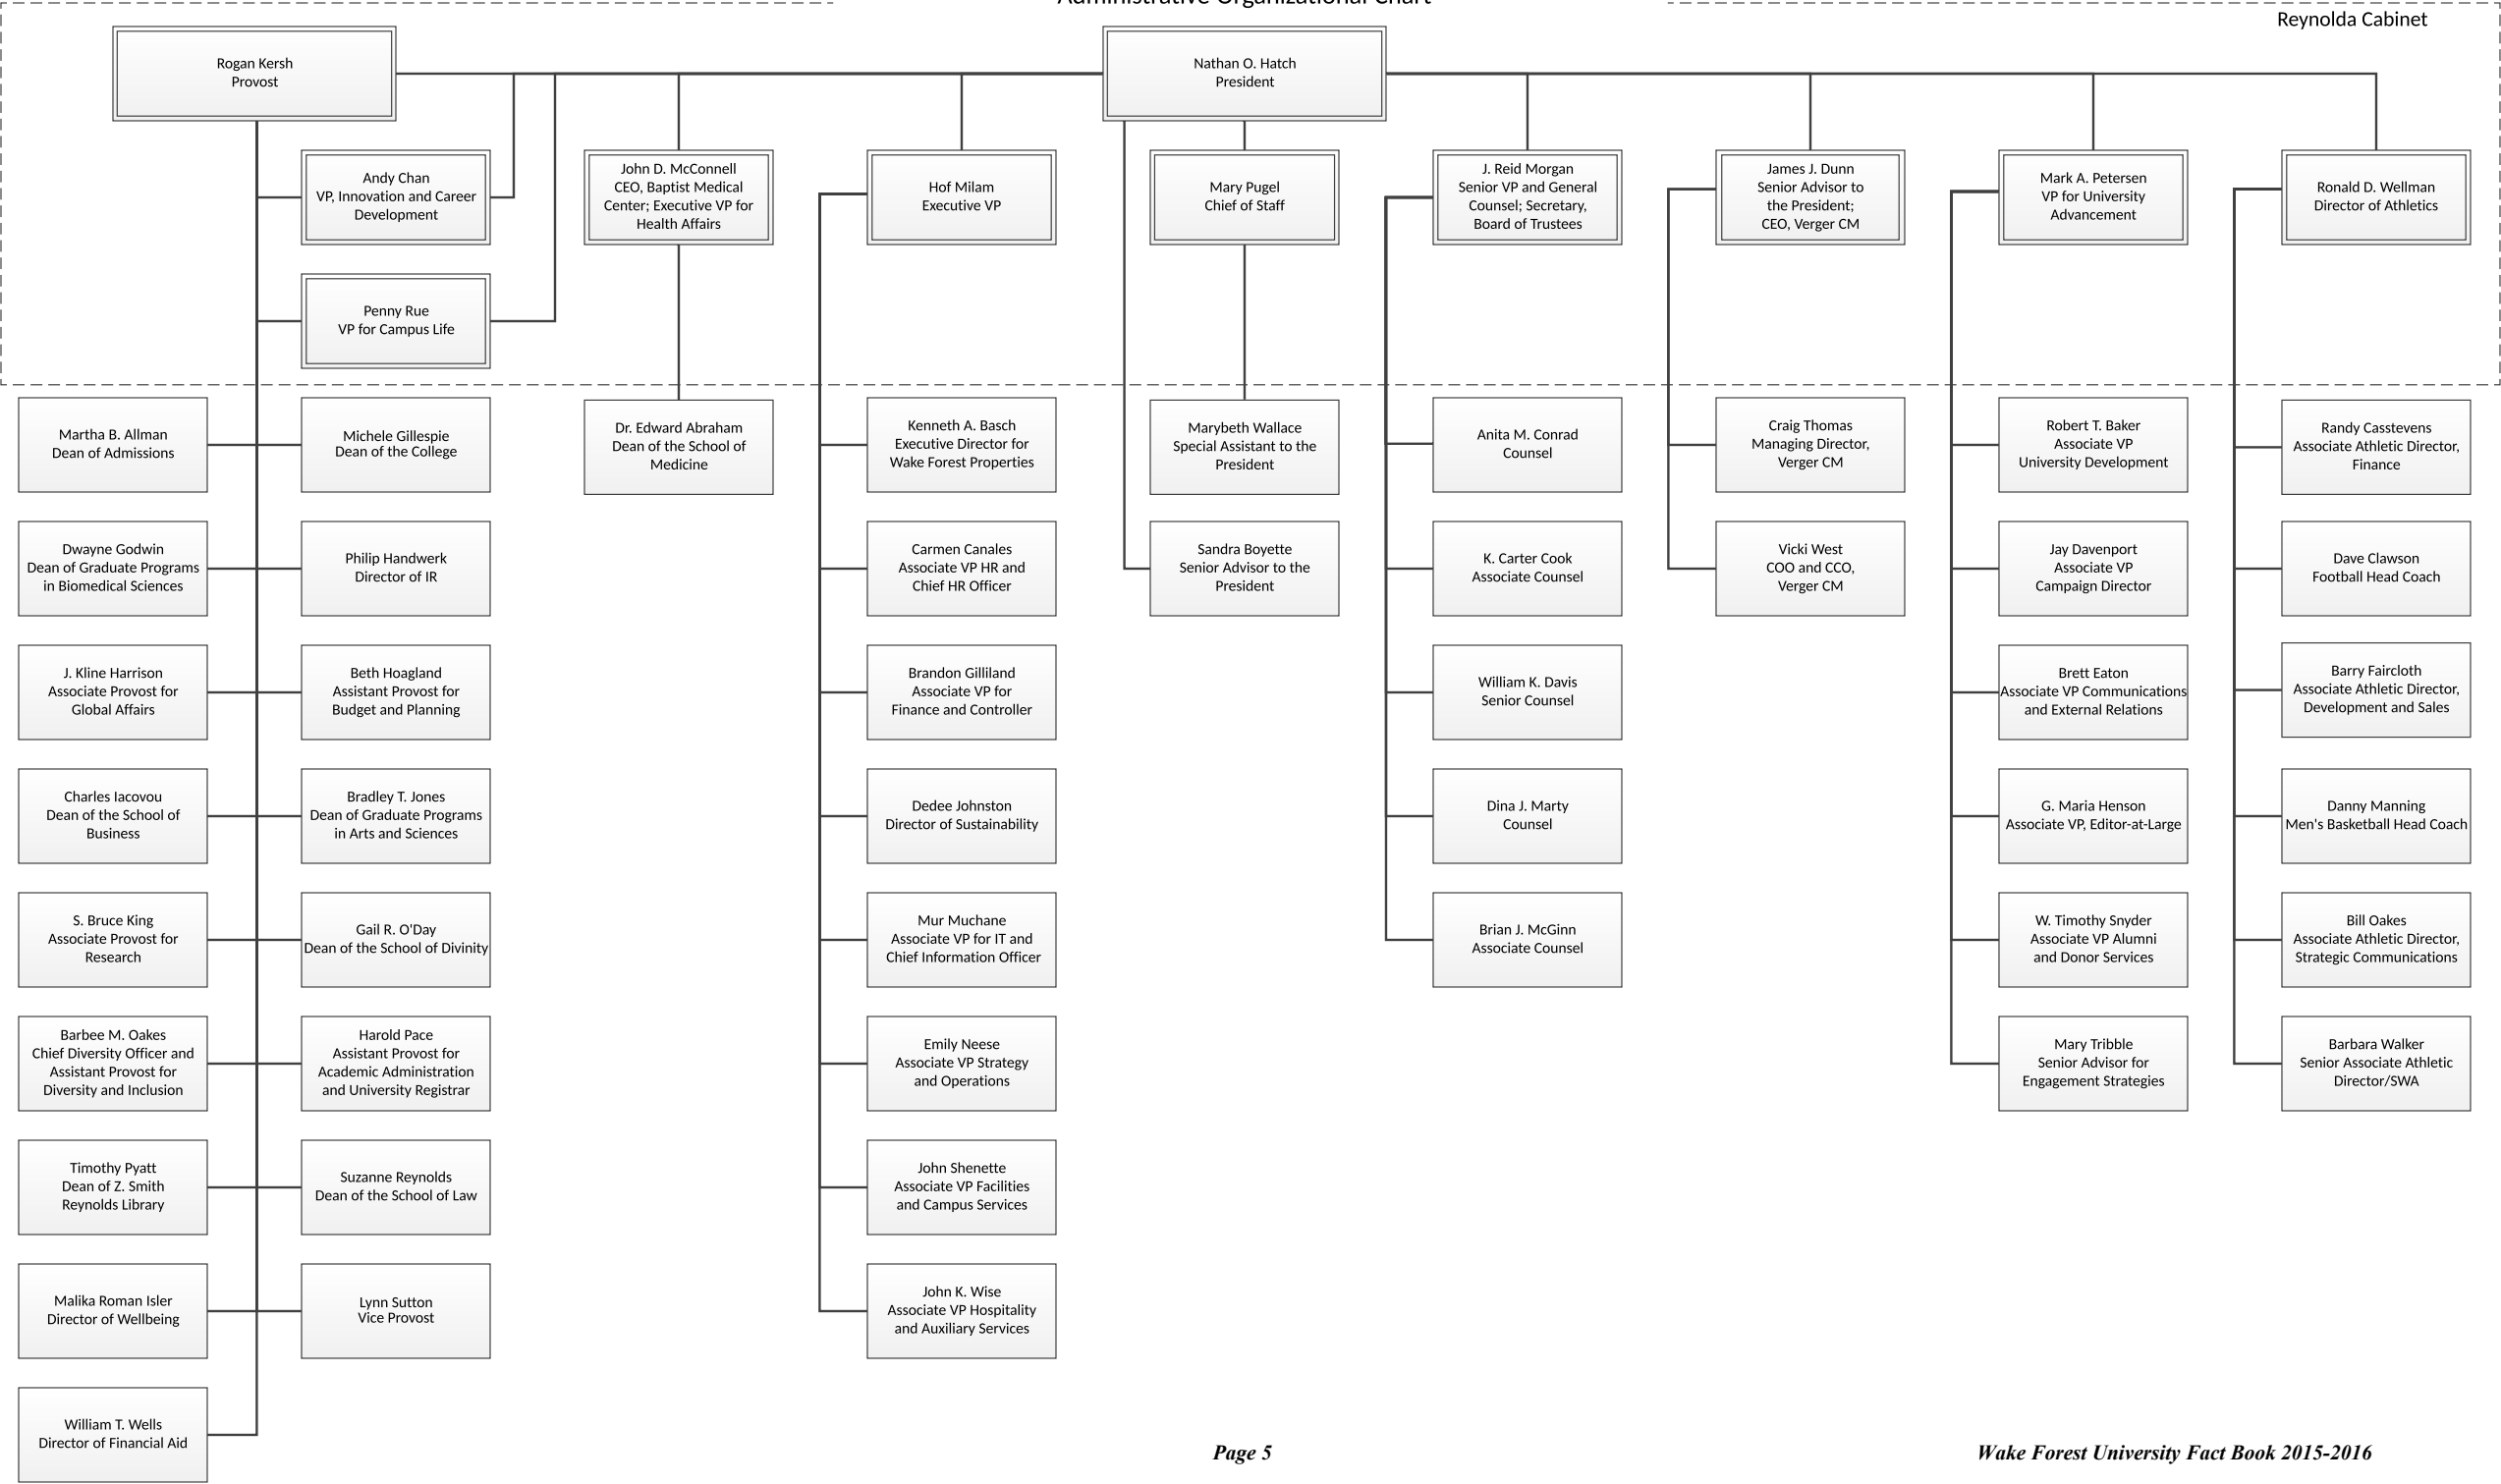 Administrative Organizational Chart
Reynolda Cabinet
Rogan Kersh
Provost
Nathan O. Hatch
President
Andy Chan
VP, Innovation and Career
Development
John D. McConnell
CEO, Baptist Medical
Center; Executive VP for
Health Affairs
Hof Milam
Executive VP
Mary Pugel
Chief of Staff
J. Reid Morgan
Senior VP and General
Counsel; Secretary,
Board of Trustees
James J. Dunn
Senior Advisor to
the President;
CEO, Verger CM
Mark A. Petersen
VP for University
Advancement
Ronald D. Wellman
Director of Athletics
Penny Rue
VP for Campus Life
Martha B. Allman
Dean of Admissions
Michele Gillespie
Dean of the College
Dr. Edward Abraham
Dean of the School of
Medicine
Kenneth A. Basch
Executive Director for
Wake Forest Properties
Marybeth Wallace
Special Assistant to the
President
Anita M. Conrad
Counsel
Craig Thomas
Managing Director,
Verger CM
Robert T. Baker
Associate VP
University Development
Randy Casstevens
Associate Athletic Director,
Finance
Dwayne Godwin
Dean of Graduate Programs
in Biomedical Sciences
Philip Handwerk
Director of IR
Carmen Canales
Associate VP HR and
Chief HR Officer
Sandra Boyette
Senior Advisor to the
President
K. Carter Cook
Associate Counsel
Vicki West
COO and CCO,
Verger CM
Jay Davenport
Associate VP
Campaign Director
Dave Clawson
Football Head Coach
J. Kline Harrison
Associate Provost for
Global Affairs
Beth Hoagland
Assistant Provost for
Budget and Planning
Brandon Gilliland
Associate VP for
Finance and Controller
William K. Davis
Senior Counsel
Brett Eaton
Associate VP Communications
and External Relations
Barry Faircloth
Associate Athletic Director,
Development and Sales
Charles Iacovou
Dean of the School of
Business
Bradley T. Jones
Dean of Graduate Programs
in Arts and Sciences
Dedee Johnston
Director of Sustainability
Dina J. Marty
Counsel
G. Maria Henson
Associate VP, Editor-at-Large
Danny Manning
Men's Basketball Head Coach
S. Bruce King
Associate Provost for
Research
Gail R. O'Day
Dean of the School of Divinity
Mur Muchane
Associate VP for IT and
Chief Information Officer
Brian J. McGinn
Associate Counsel
W. Timothy Snyder
Associate VP Alumni
and Donor Services
Bill Oakes
Associate Athletic Director,
Strategic Communications
Barbee M. Oakes
Chief Diversity Officer and
Assistant Provost for
Diversity and Inclusion
Harold Pace
Assistant Provost for
Academic Administration
and University Registrar
Emily Neese
Associate VP Strategy
and Operations
Mary Tribble
Senior Advisor for
Engagement Strategies
Barbara Walker
Senior Associate Athletic
Director/SWA
Timothy Pyatt
Dean of Z. Smith
Reynolds Library
Suzanne Reynolds
Dean of the School of Law
John Shenette
Associate VP Facilities
and Campus Services
Malika Roman Isler
Director of Wellbeing
Lynn Sutton
Vice Provost
John K. Wise
Associate VP Hospitality
and Auxiliary Services
William T. Wells
Director of Financial Aid
Page 5
Wake Forest University Fact Book 2015-2016